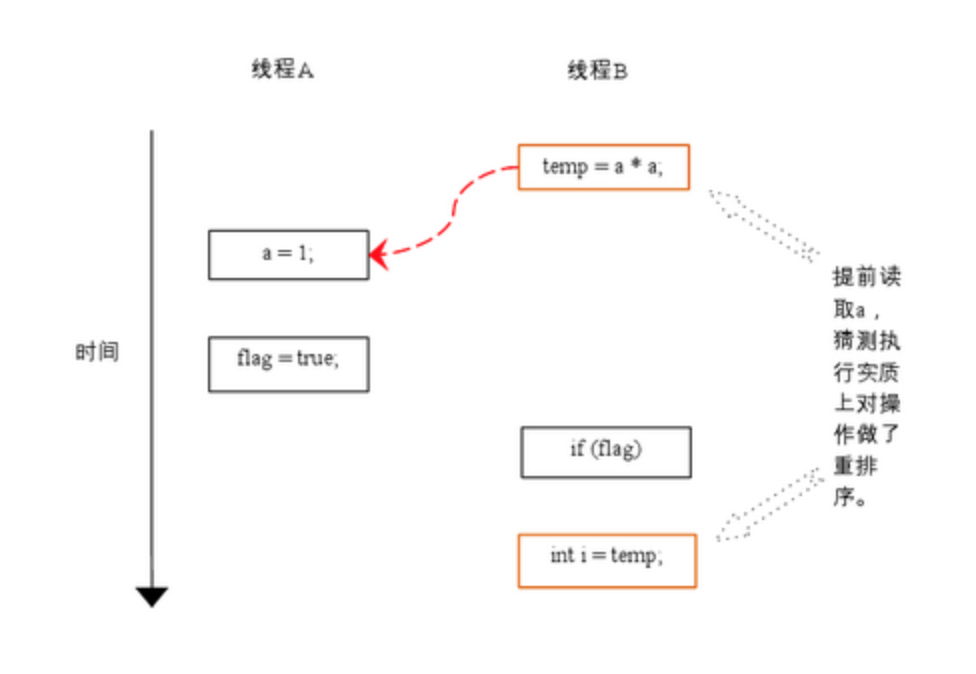 线程A
线程B
temp = a * a;
a = 1;
flag = true;
时间
if (flag)
int i = temp;
提前读
取a，
猜测执
行实质
上对操
作做了
重排
序。